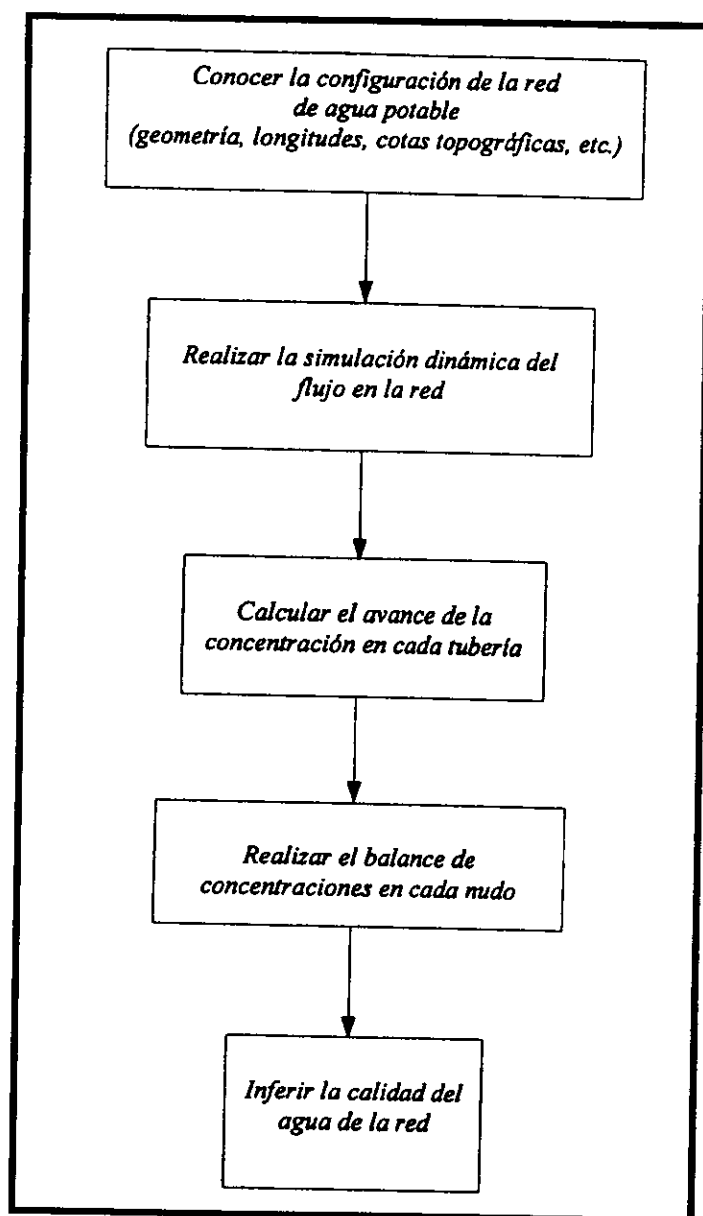 Conocer la configuración de la red
de agua potable
(geometría, longitudes, cotas topográficas, etc.)
Realizar la simulación dinámica del
flujo en la red
Calcular el avance de la
concentración en cada tubería
Realizar el balance de
concentraciones en cada nudo
Inferir la calidad del
agua de la red